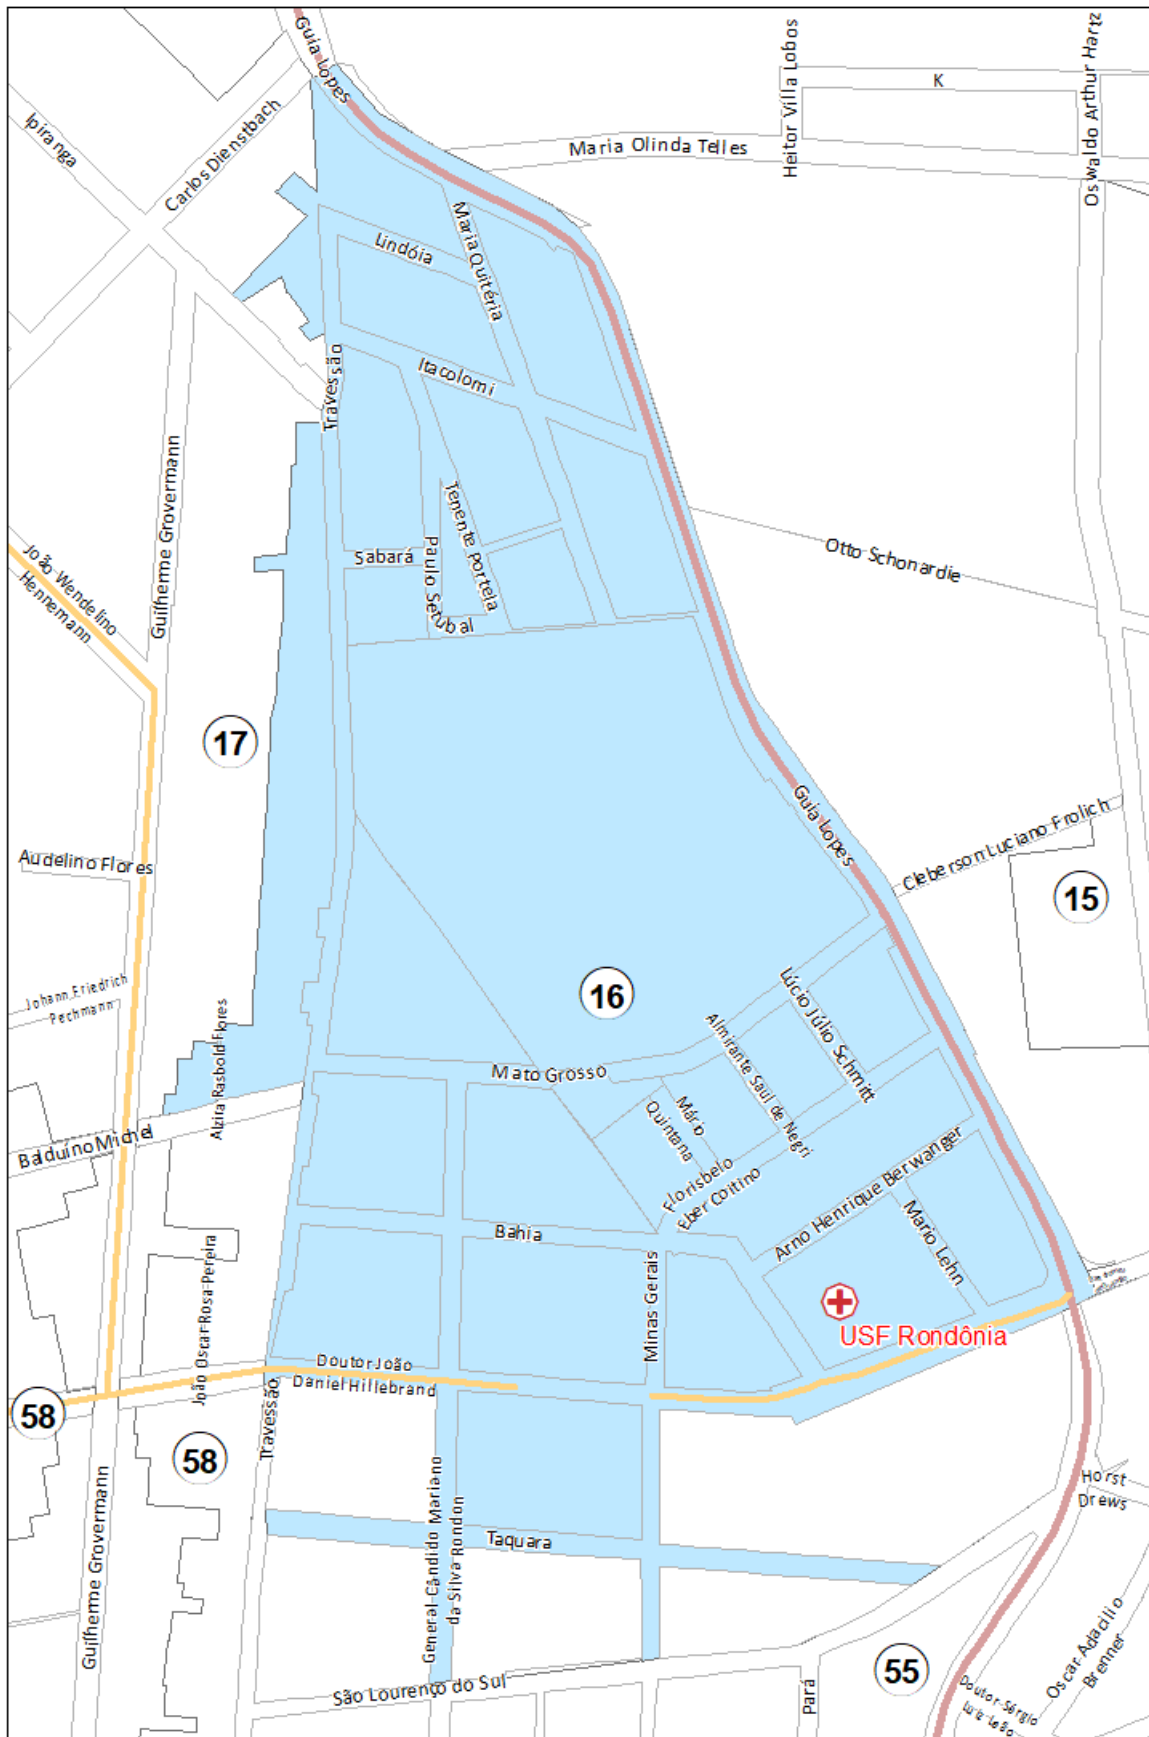 Guia Lopes
Ipiranga
Carlos Dienstbach
Heitor Villa Lobos
K
Oswaldo Arthur Hartz
Maria Olinda Telles
Maria Quitéria
Lindóia
Travessão
Itacolomi
Guilherme Grovermann
Tenente Portela
Sabará
Paulo Setubal
Otto Schonardie
João Wendelino
Hennemann
17
Guia Lopes
Cleberson Luciano Frolich
Audelino Flores
15
16
Johann Friedrich
Pechmann
Lúcio Júlio Schmitt
Alzira Rasbold Flores
Almirante Saul de Negri
Mato Grosso
Mário
Quintana
Balduíno Michel
Florisbelo
Eber Coitino
Arno Henrique Berwanger
Bahia
Mario Lehn
João Oscar Rosa Pereira
Minas Gerais
USF Rondônia
Doutor João
Daniel Hillebrand
58
Travessão
58
General Cândido Mariano
da Silva Rondon
Horst
Drews
Taquara
Guilherme Grovermann
Oscar Adacilio
Brenner
55
São Lourenço do Sul
Pará
Doutor Sérgio
Luiz Leão